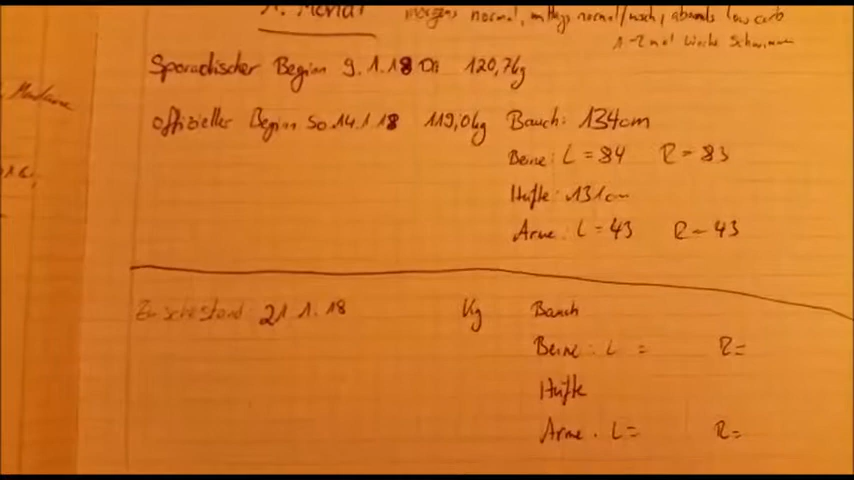 1. Monat morgens normal, mittags normal/ , abends low carb
1-2 mal Woche Schwimmen
Sporadischer Beginn 9.1.18 Di 120,7kg
offizieller Beginn So 14.1.18 119,0kg Bauch: 134cm
Beine: L = 84 R = 83
Hüfte: 131cm
Arme: L = 43 R = 43
Zwischenstand 21.1.18 Kg Bauch
Beine: L = R =
Hüfte
Arme: L = R =